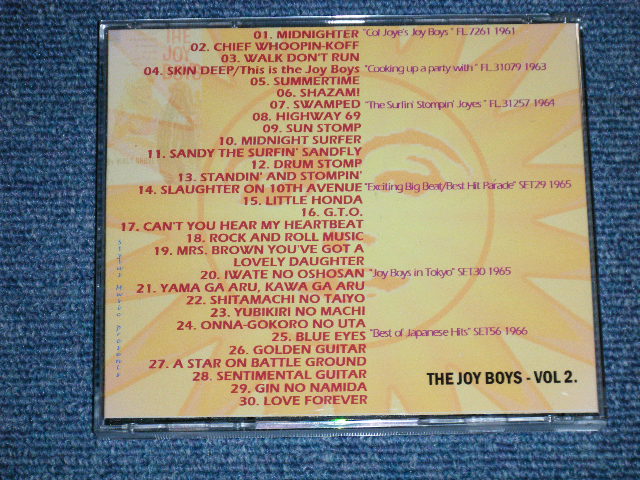 01. MIDNIGHTER "Col Joye's Joy Boys" FL 7261 1961
02. CHIEF WHOOPIN-KOFF
03. WALK DON'T RUN
04. SKIN DEEP/This is the Joy Boys "Cooking up a party with" FL 31079 1963
05. SUMMERTIME
06. SHAZAM!
07. SWAMPED "The Surfin' Stompin' Joyes" FL 31257 1964
08. HIGHWAY 69
09. SUN STOMP
10. MIDNIGHT SURFER
11. SANDY THE SURFIN' SANDFLY
12. DRUM STOMP
13. STANDIN' AND STOMPIN'
14. SLAUGHTER ON 10TH AVENUE "Exciting Big Beat/Best Hit Parade" SET29 1965
15. LITTLE HONDA
16. G.T.O.
17. CAN'T YOU HEAR MY HEARTBEAT
18. ROCK AND ROLL MUSIC
19. MRS. BROWN YOU'VE GOT A
LOVELY DAUGHTER
20. IWATE NO OSHOSAN "Joy Boys in Tokyo" SET30 1965
21. YAMA GA ARU, KAWA GA ARU
22. SHITAMACHI NO TAIYO
23. YUBIKIRI NO MACHI
24. ONNA-GOKORO NO UTA
25. BLUE EYES "Best of Japanese Hits" SET56 1966
26. GOLDEN GUITAR
27. A STAR ON BATTLE GROUND
28. SENTIMENTAL GUITAR
29. GIN NO NAMIDA
30. LOVE FOREVER
THE JOY BOYS - VOL 2.
THE
JOY
Music Presents